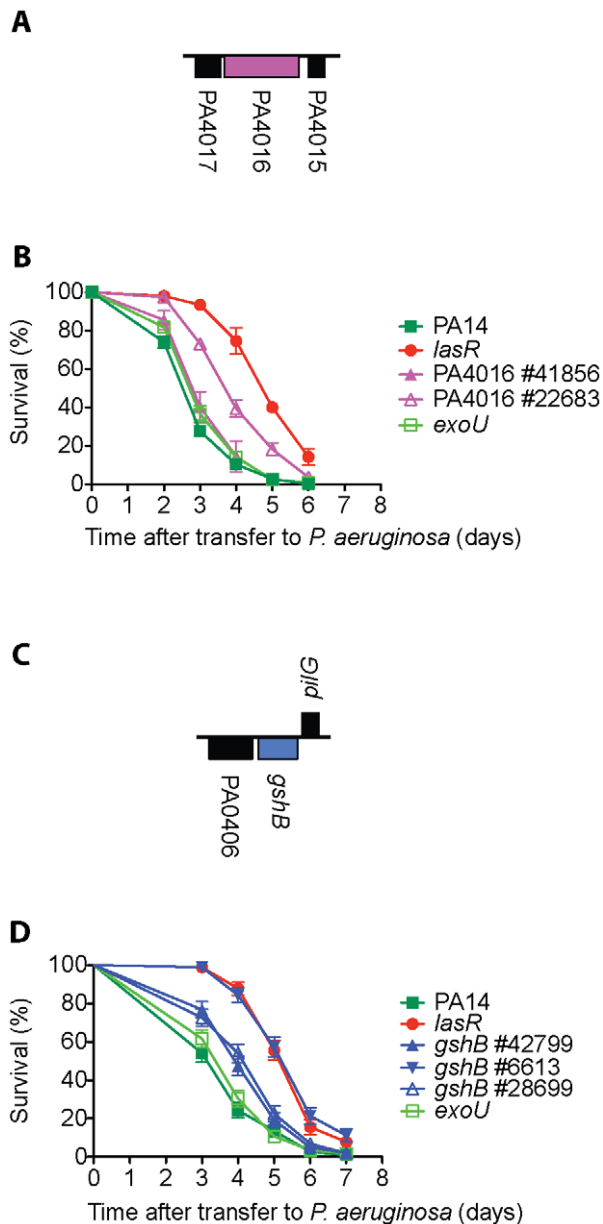 A
PA4017
PA4016
PA4015
B
Survival (%)
100
80
60
40
20
0
0 1 2 3 4 5 6 7 8
Time after transfer to P. aeruginosa (days)
PA14
lasR
PA4016 #41856
PA4016 #22683
exoU
C
pilG
PA0406
gshB
D
Survival (%)
100
80
60
40
20
0
0 1 2 3 4 5 6 7 8
Time after transfer to P. aeruginosa (days)
PA14
lasR
gshB #42799
gshB #6613
gshB #28699
exoU